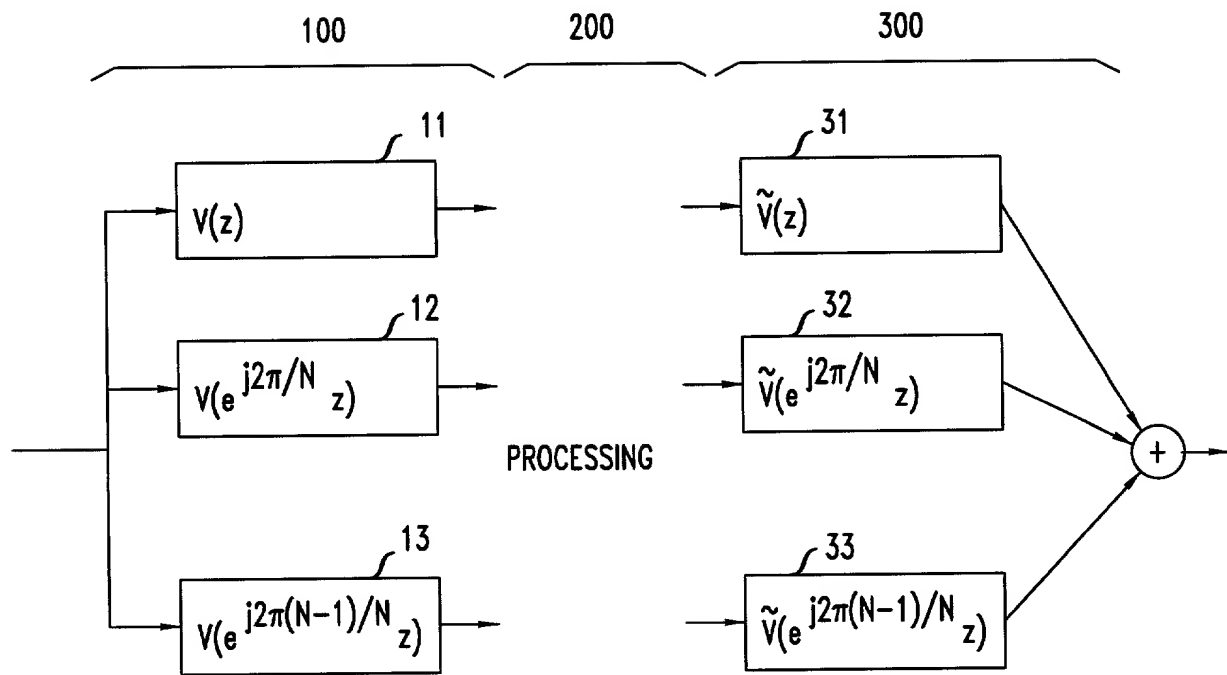 100 200 300
11 31
V(z) Ṽ(z)
12 32
V(e^{j2π/N} z) Ṽ(e^{j2π/N} z)
PROCESSING +
13 33
V(e^{j2π(N-1)/N} z) Ṽ(e^{j2π(N-1)/N} z)